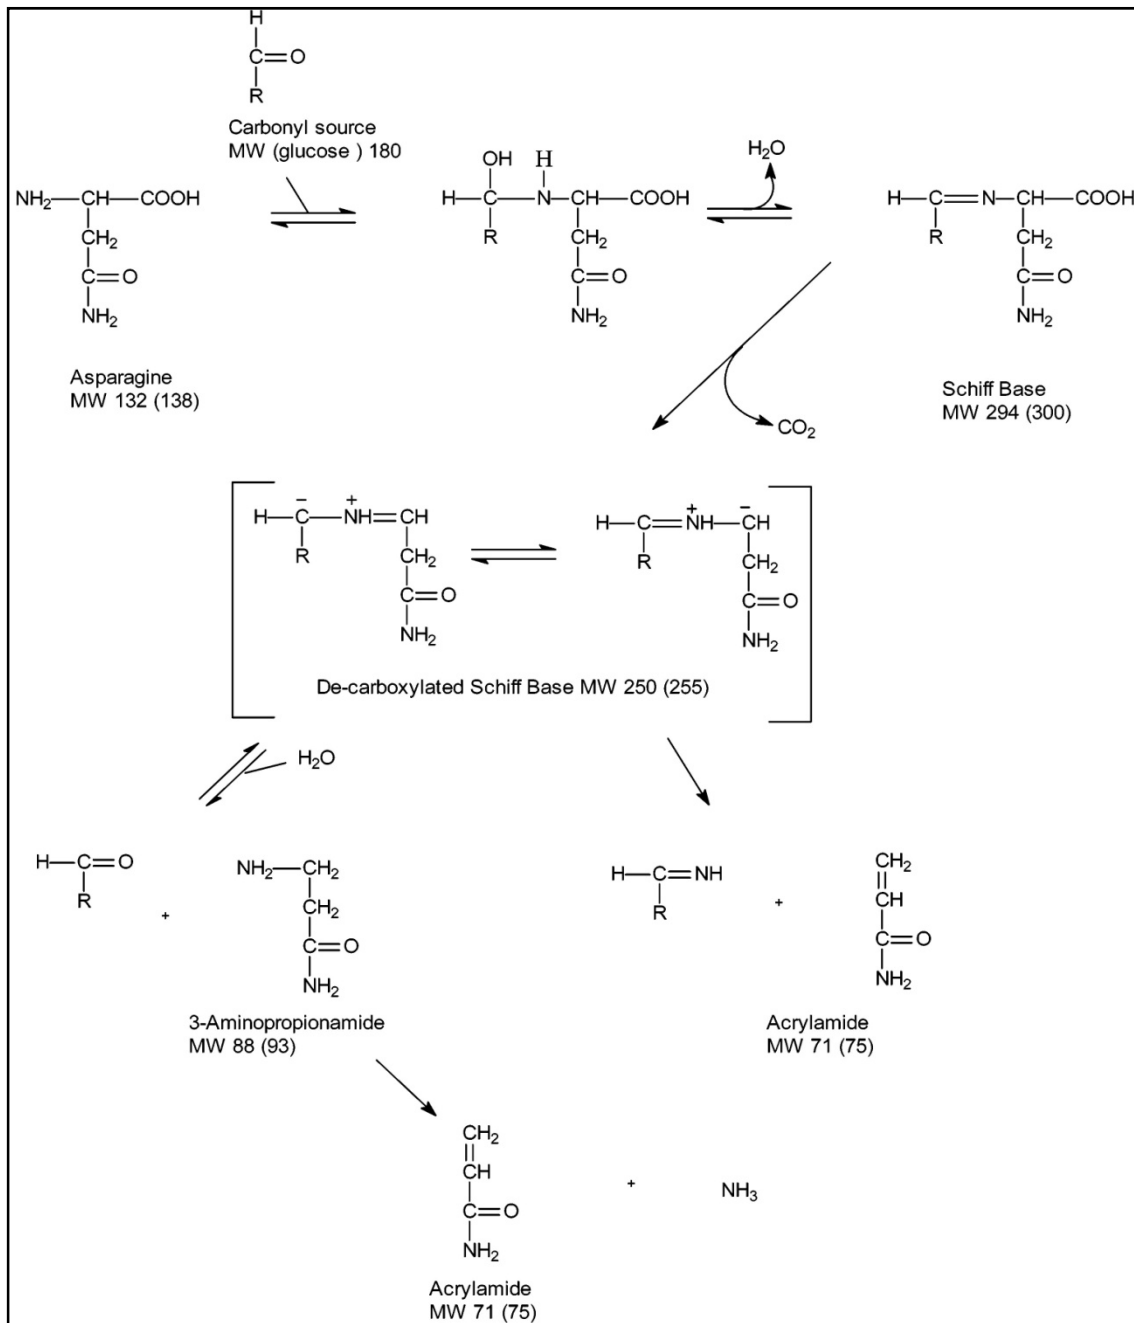 H
C=O
R
Carbonyl source
MW (glucose ) 180
NH₂ CH COOH
CH₂
C=O
NH₂
Asparagine
MW 132 (138)
OH H
H C N CH COOH
R CH₂
C=O
NH₂
H₂O
H C=N CH COOH
R CH₂
C=O
NH₂
Schiff Base
MW 294 (300)
CO₂
− +
H C NH=CH
R CH₂
C=O
NH₂
+ −
H C=NH CH
R CH₂
C=O
NH₂
De-carboxylated Schiff Base MW 250 (255)
H₂O
H C=O
R
+
NH₂ CH₂
CH₂
C=O
NH₂
3-Aminopropionamide
MW 88 (93)
H C=NH
R
+
CH₂
CH
C=O
NH₂
Acrylamide
MW 71 (75)
CH₂
CH
C=O
NH₂
+
NH₃
Acrylamide
MW 71 (75)